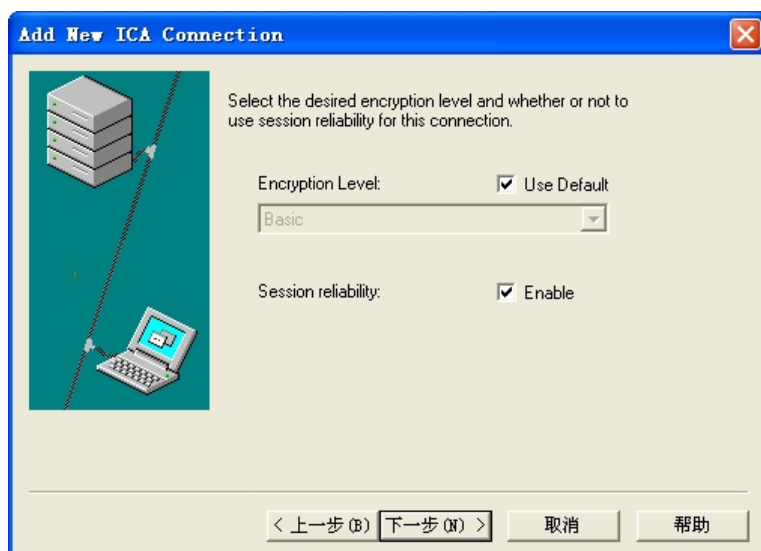 Add New ICA Connection
Select the desired encryption level and whether or not to
use session reliability for this connection.
Encryption Level:
Use Default
Basic
Session reliability:
Enable
< 上一步(B)
下一步(N) >
取消
帮助